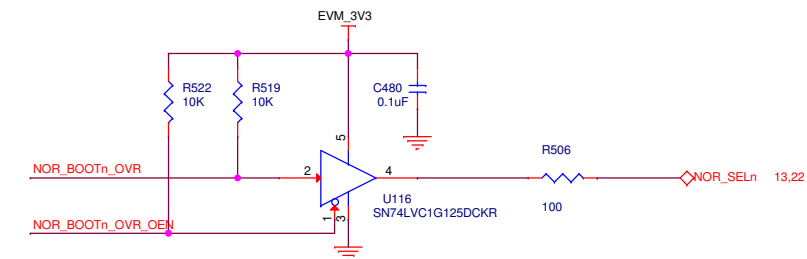 EVM_3V3
R522
10K
R519
10K
C480
0.1uF
5
R506
NOR_BOOTn_OVR
2
4
NOR_SELn 13,22
U116
SN74LVC1G125DCKR
100
1
3
NOR_BOOTn_OVR_OEN